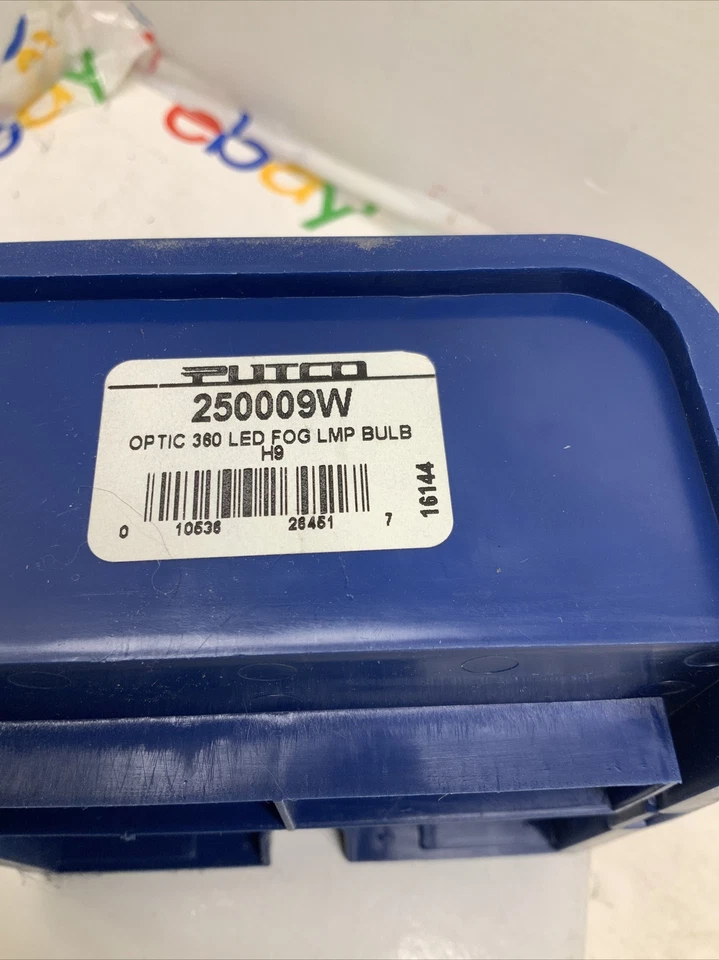 ebay
ebay
PUTCO
250009W
OPTIC 360 LED FOG LMP BULB
H9
16144
0 10536 26451 7